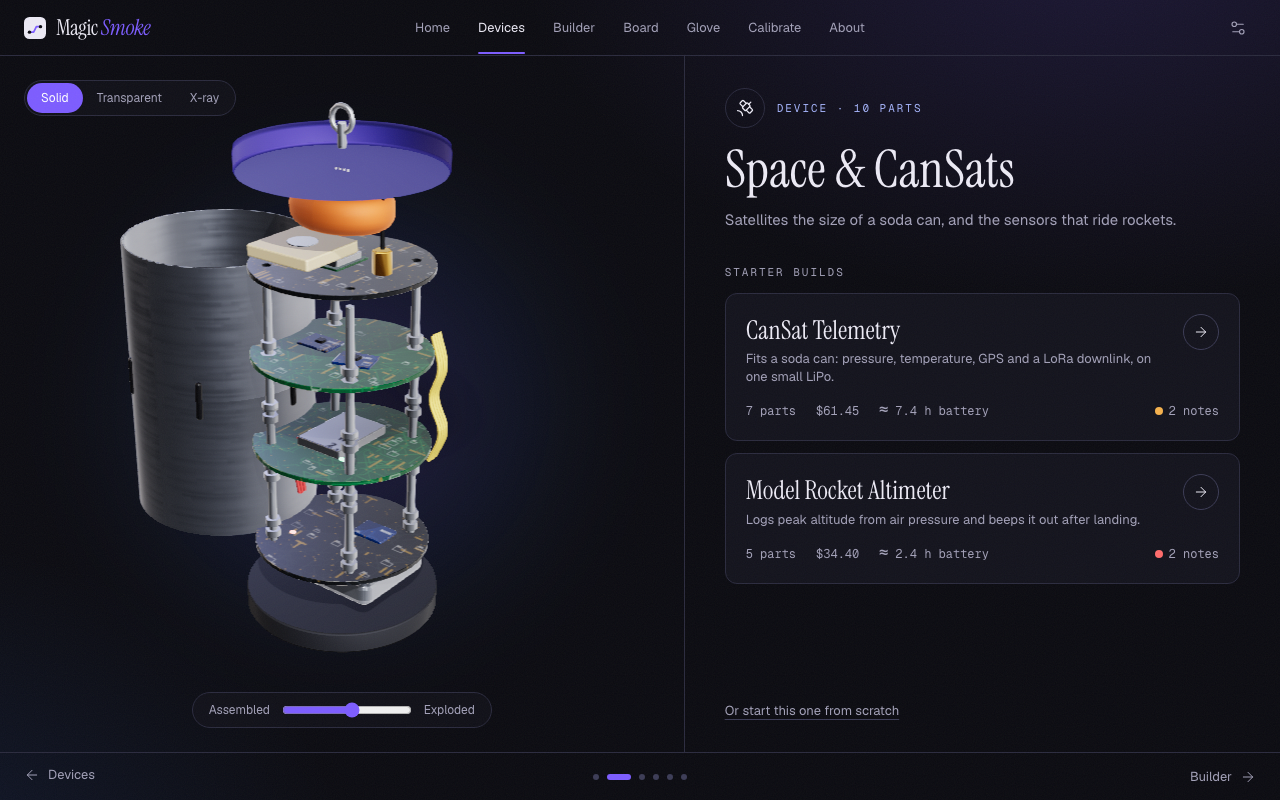 Magic Smoke
Home
Devices
Builder
Board
Glove
Calibrate
About
Solid
Transparent
X-ray
DEVICE · 10 PARTS
Space & CanSats
Satellites the size of a soda can, and the sensors that ride rockets.
STARTER BUILDS
CanSat Telemetry
Fits a soda can: pressure, temperature, GPS and a LoRa downlink, on
one small LiPo.
7 parts $61.45 ≈ 7.4 h battery 2 notes
Model Rocket Altimeter
Logs peak altitude from air pressure and beeps it out after landing.
5 parts $34.40 ≈ 2.4 h battery 2 notes
Assembled
Exploded
Or start this one from scratch
Devices
Builder